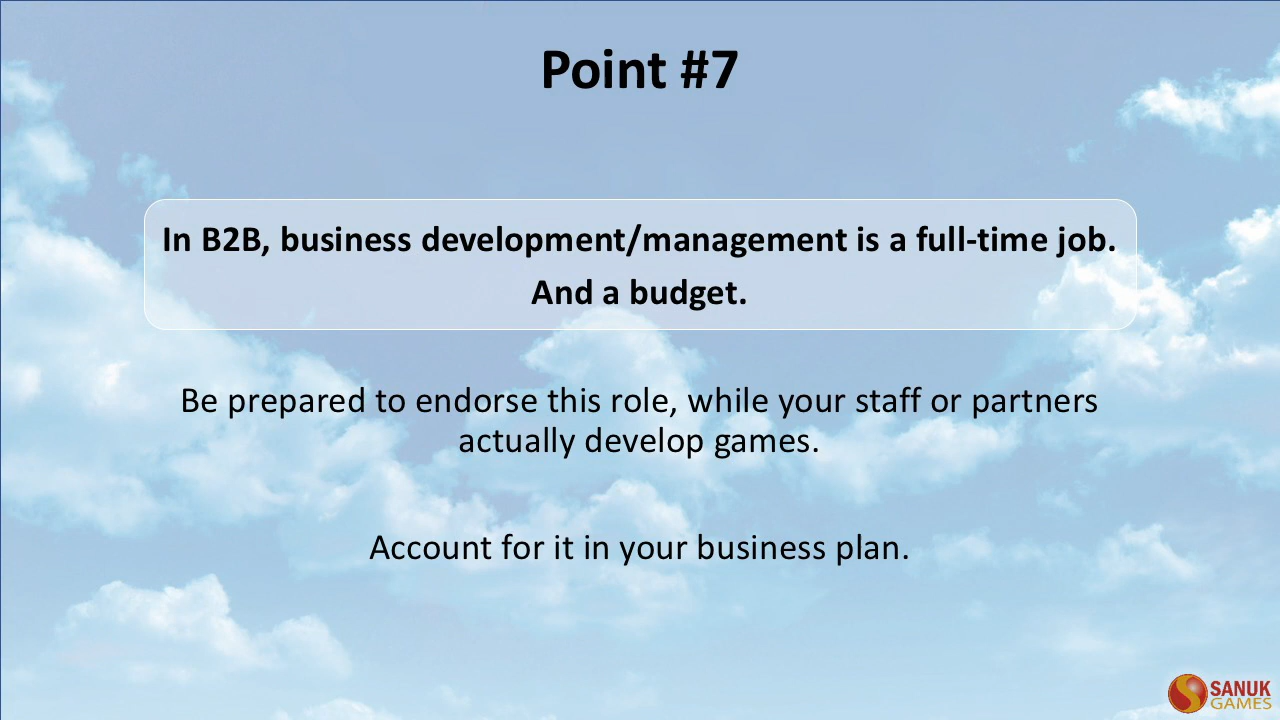 Point #7
In B2B, business development/management is a full-time job.
And a budget.
Be prepared to endorse this role, while your staff or partners
actually develop games.
Account for it in your business plan.
SANUK
GAMES